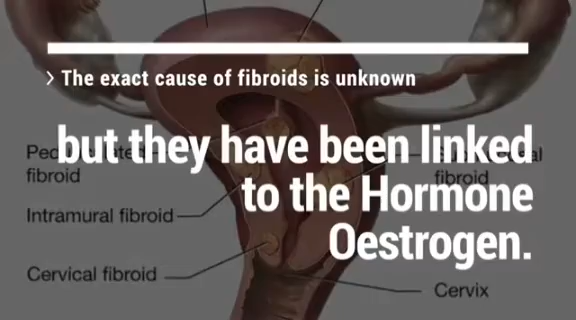 > The exact cause of fibroids is unknown
but they have been linked
to the Hormone
Oestrogen.
fibroid
fibroid
Intramural fibroid
Cervical fibroid
Cervix